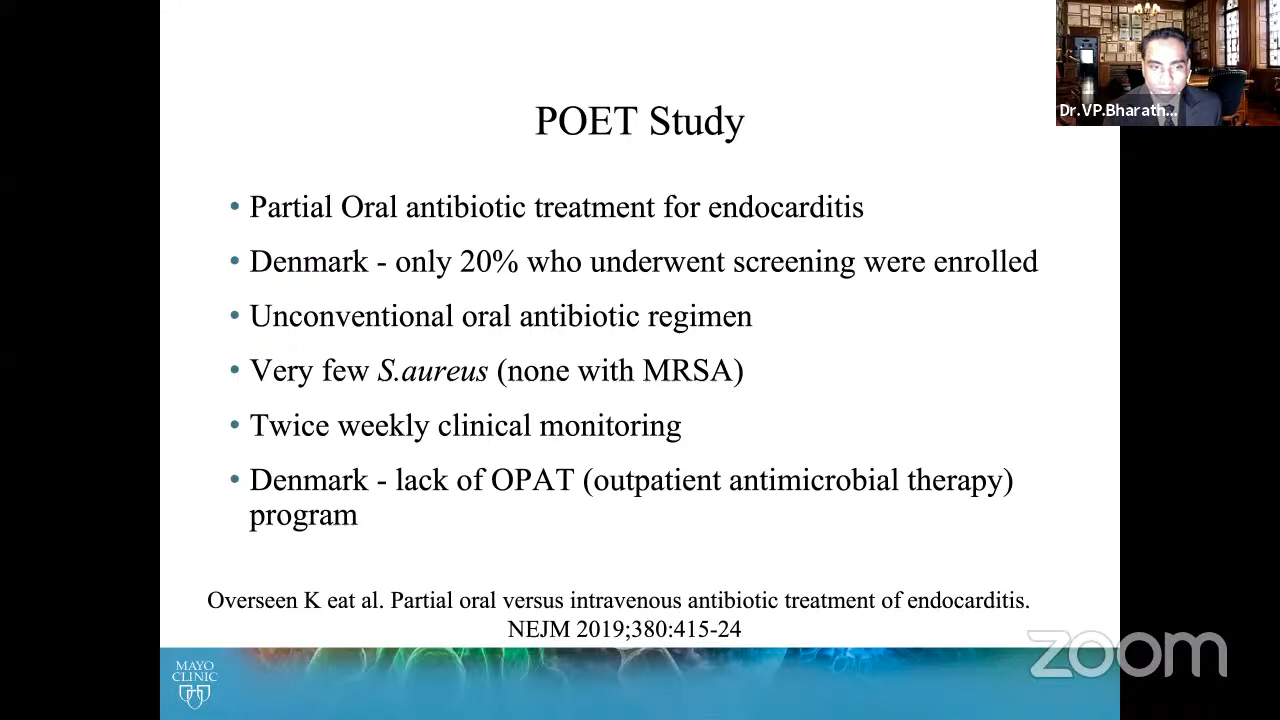 Dr.VP.Bharath...
POET Study
• Partial Oral antibiotic treatment for endocarditis
• Denmark - only 20% who underwent screening were enrolled
• Unconventional oral antibiotic regimen
• Very few S.aureus (none with MRSA)
• Twice weekly clinical monitoring
• Denmark - lack of OPAT (outpatient antimicrobial therapy)
program
Overseen K eat al. Partial oral versus intravenous antibiotic treatment of endocarditis.
NEJM 2019;380:415-24
zoom
MAYO
CLINIC